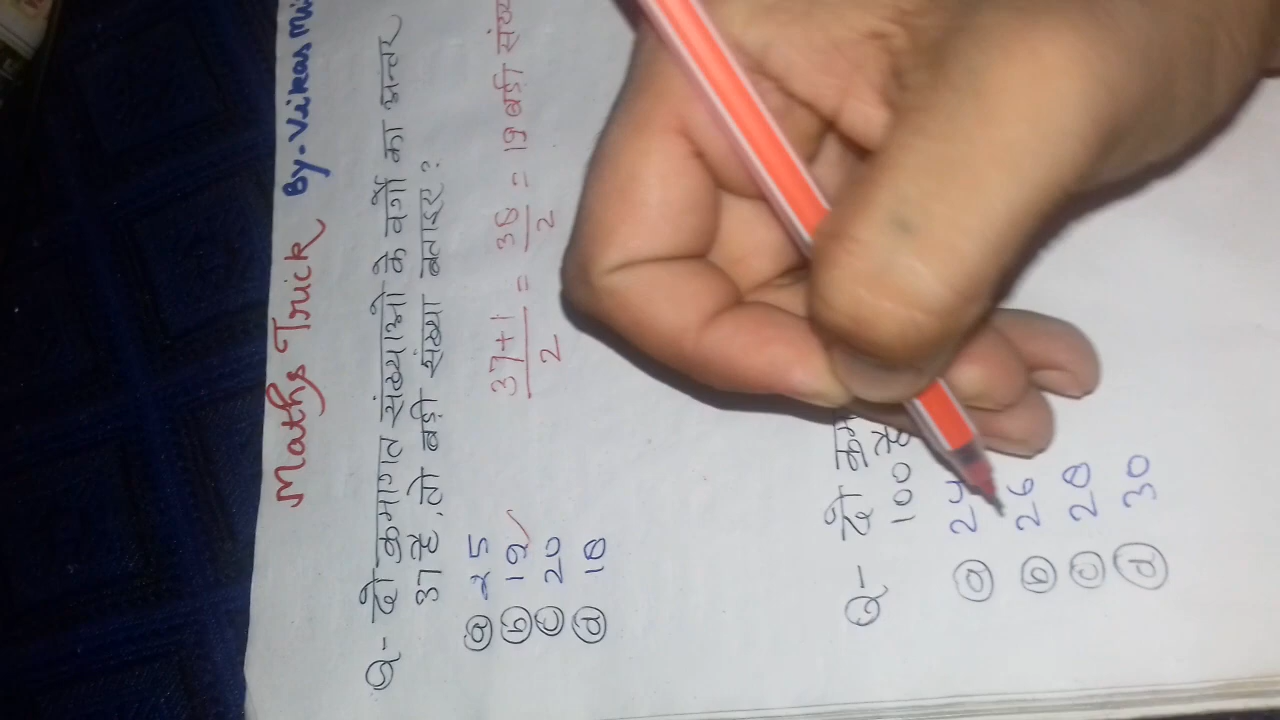 Maths Trick By-Vikas
Q- दो क्रमागत संख्याओ के वर्गों का अन्तर
37 है, तो बड़ी संख्या बताइए?
ⓐ 25
ⓑ 19 ✓
ⓒ 20
ⓓ 18
37+1/2 = 38/2 = 19 बड़ी
Q- दो
100
ⓐ 24
ⓑ 26
ⓒ 28
ⓓ 30